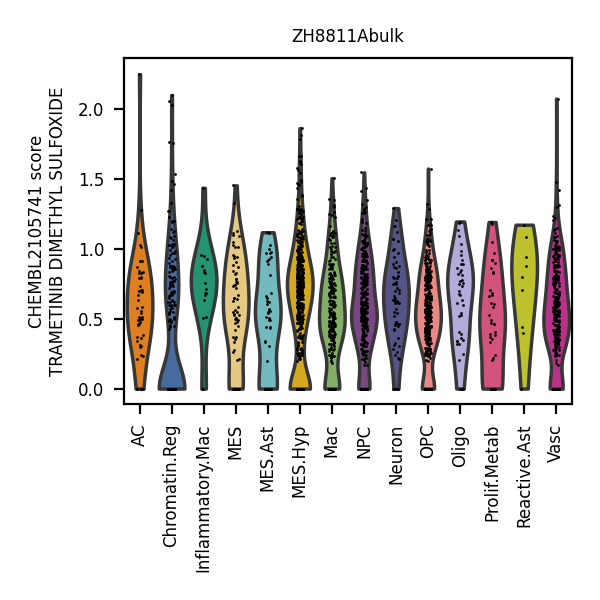 ZH8811Abulk
CHEMBL2105741 score
TRAMETINIB DIMETHYL SULFOXIDE
2.0
1.5
1.0
0.5
0.0
AC
Chromatin.Reg
Inflammatory.Mac
MES
MES.Ast
MES.Hyp
Mac
NPC
Neuron
OPC
Oligo
Prolif.Metab
Reactive.Ast
Vasc